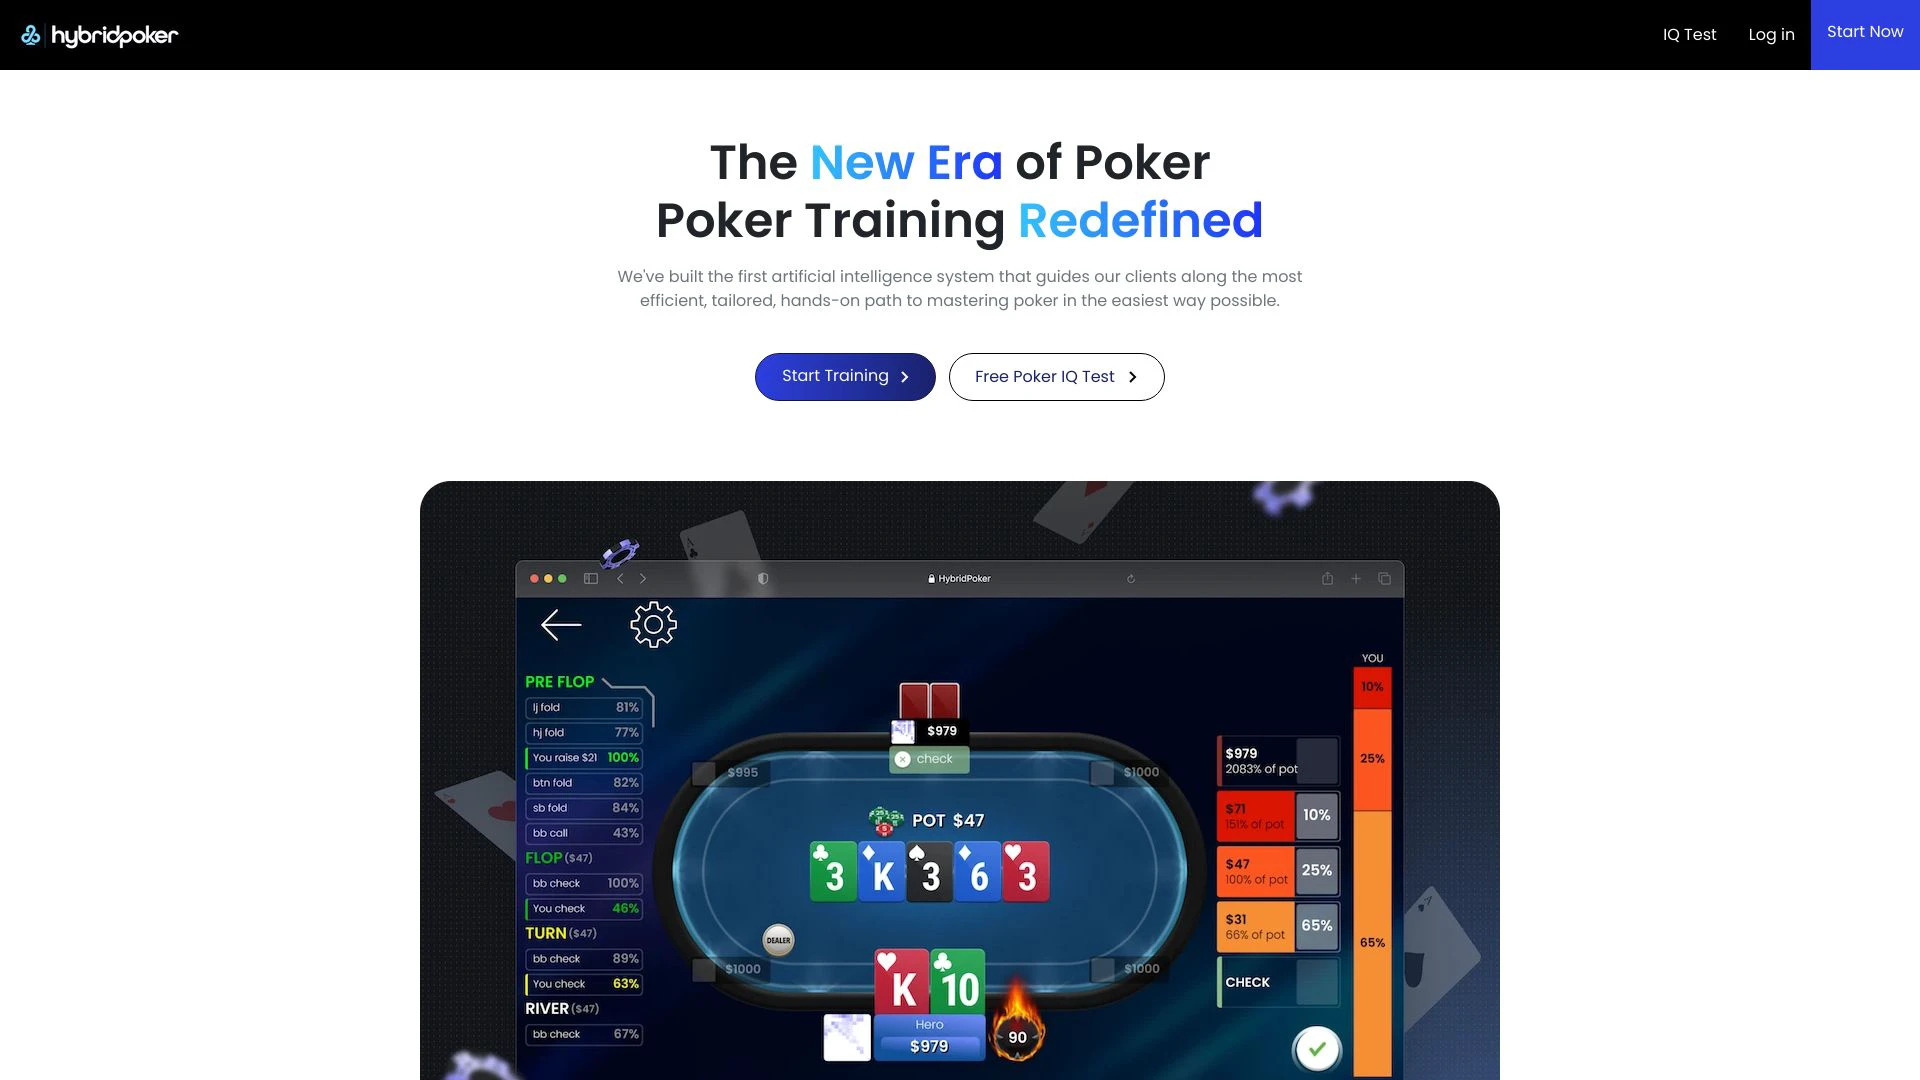 hybridpoker
IQ Test
Log in
Start Now
The New Era of Poker
Poker Training Redefined
We've built the first artificial intelligence system that guides our clients along the most
efficient, tailored, hands-on path to mastering poker in the easiest way possible.
Start Training
Free Poker IQ Test
HybridPoker
PRE FLOP
lj fold 81%
hj fold 77%
You raise $21 100%
btn fold 82%
sb fold 84%
bb call 43%
FLOP ($47)
bb check 100%
You check 46%
TURN ($47)
bb check 89%
You check 63%
RIVER ($47)
bb check 67%
$979
check
$995
$1000
POT $47
3 K 3 6 3
DEALER
$1000
$1000
K 10
Hero
$979
90
$979
2083% of pot
$71
151% of pot
10%
$47
100% of pot
25%
$31
66% of pot
65%
CHECK
YOU
10%
25%
65%
A
A
A